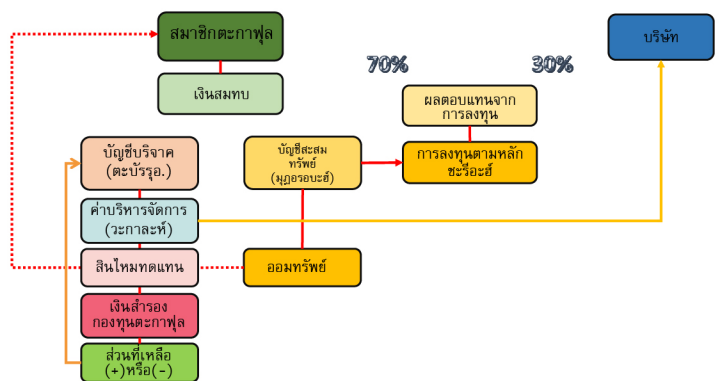 สมาชิกตะกาฟุล
บริษัท
70%
30%
เงินสมทบ
ผลตอบแทนจาก
การลงทุน
บัญชีบริจาค
(ตะบัรรุอ.)
บัญชีสะสม
ทรัพย์
(มุฎอรอบะฮ์)
การลงทุนตามหลัก
ชะรีอะฮ์
ค่าบริหารจัดการ
(วะกาละห์)
สินไหมทดแทน
ออมทรัพย์
เงินสำรอง
กองทุนตะกาฟุล
ส่วนที่เหลือ
(+)หรือ(-)